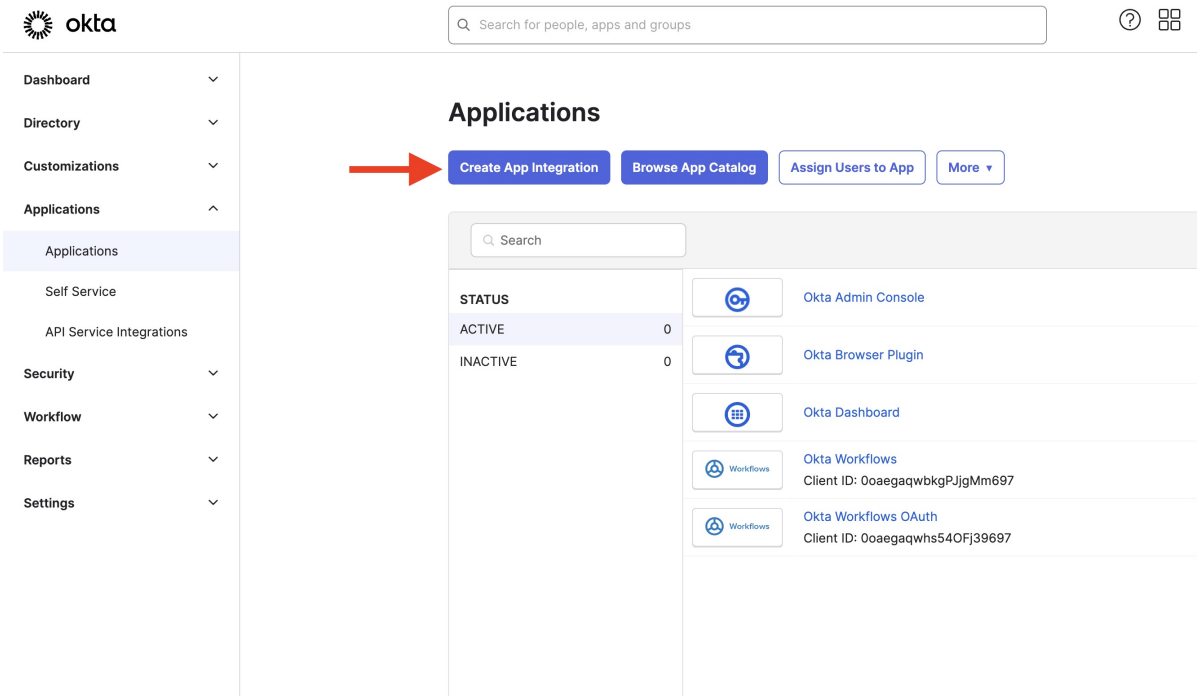 okta
Search for people, apps and groups
Dashboard
Directory
Customizations
Applications
Applications
Self Service
API Service Integrations
Security
Workflow
Reports
Settings
Applications
Create App Integration
Browse App Catalog
Assign Users to App
More
Search
STATUS
ACTIVE 0
INACTIVE 0
Okta Admin Console
Okta Browser Plugin
Okta Dashboard
Workflows
Okta Workflows
Client ID: 0oaegaqwbkgPJjgMm697
Workflows
Okta Workflows OAuth
Client ID: 0oaegaqwhs54OFj39697